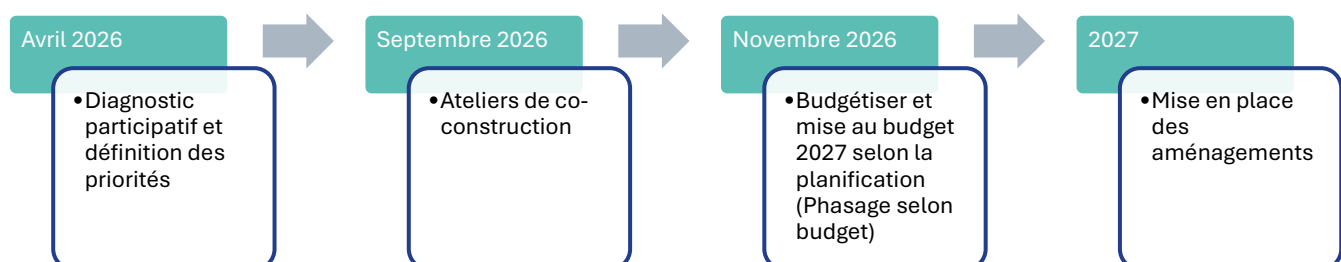 Avril 2026
•Diagnostic
participatif et
définition des
priorités
Septembre 2026
•Ateliers de co-
construction
Novembre 2026
•Budgétiser et
mise au budget
2027 selon la
planification
(Phasage selon
budget)
2027
•Mise en place
des
aménagements